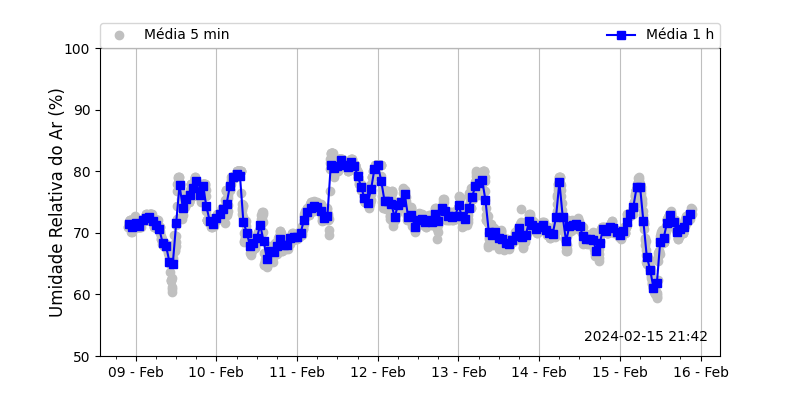 Média 5 min
Média 1 h
Umidade Relativa do Ar (%)
100
90
80
70
60
50
2024-02-15 21:42
09 - Feb
10 - Feb
11 - Feb
12 - Feb
13 - Feb
14 - Feb
15 - Feb
16 - Feb